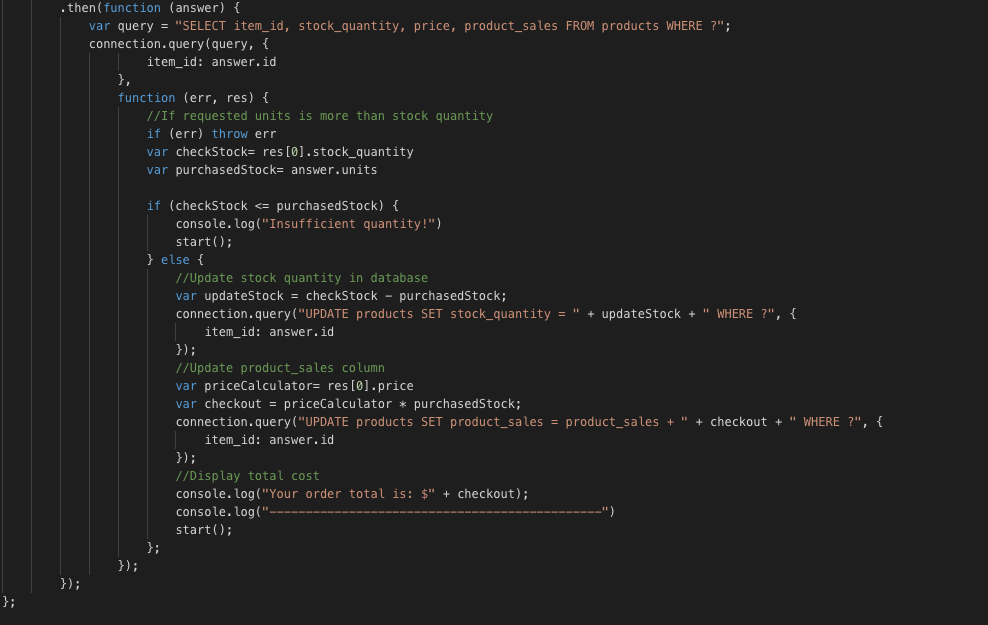 .then(function (answer) {
var query = "SELECT item_id, stock_quantity, price, product_sales FROM products WHERE ?";
connection.query(query, {
item_id: answer.id
},
function (err, res) {
//If requested units is more than stock quantity
if (err) throw err
var checkStock= res[0].stock_quantity
var purchasedStock= answer.units
if (checkStock <= purchasedStock) {
console.log("Insufficient quantity!")
start();
} else {
//Update stock quantity in database
var updateStock = checkStock - purchasedStock;
connection.query("UPDATE products SET stock_quantity = " + updateStock + " WHERE ?", {
item_id: answer.id
});
//Update product_sales column
var priceCalculator= res[0].price
var checkout = priceCalculator * purchasedStock;
connection.query("UPDATE products SET product_sales = product_sales + " + checkout + " WHERE ?", {
item_id: answer.id
});
//Display total cost
console.log("Your order total is: $" + checkout);
console.log("----------------------------------------------")
start();
};
});
});
};